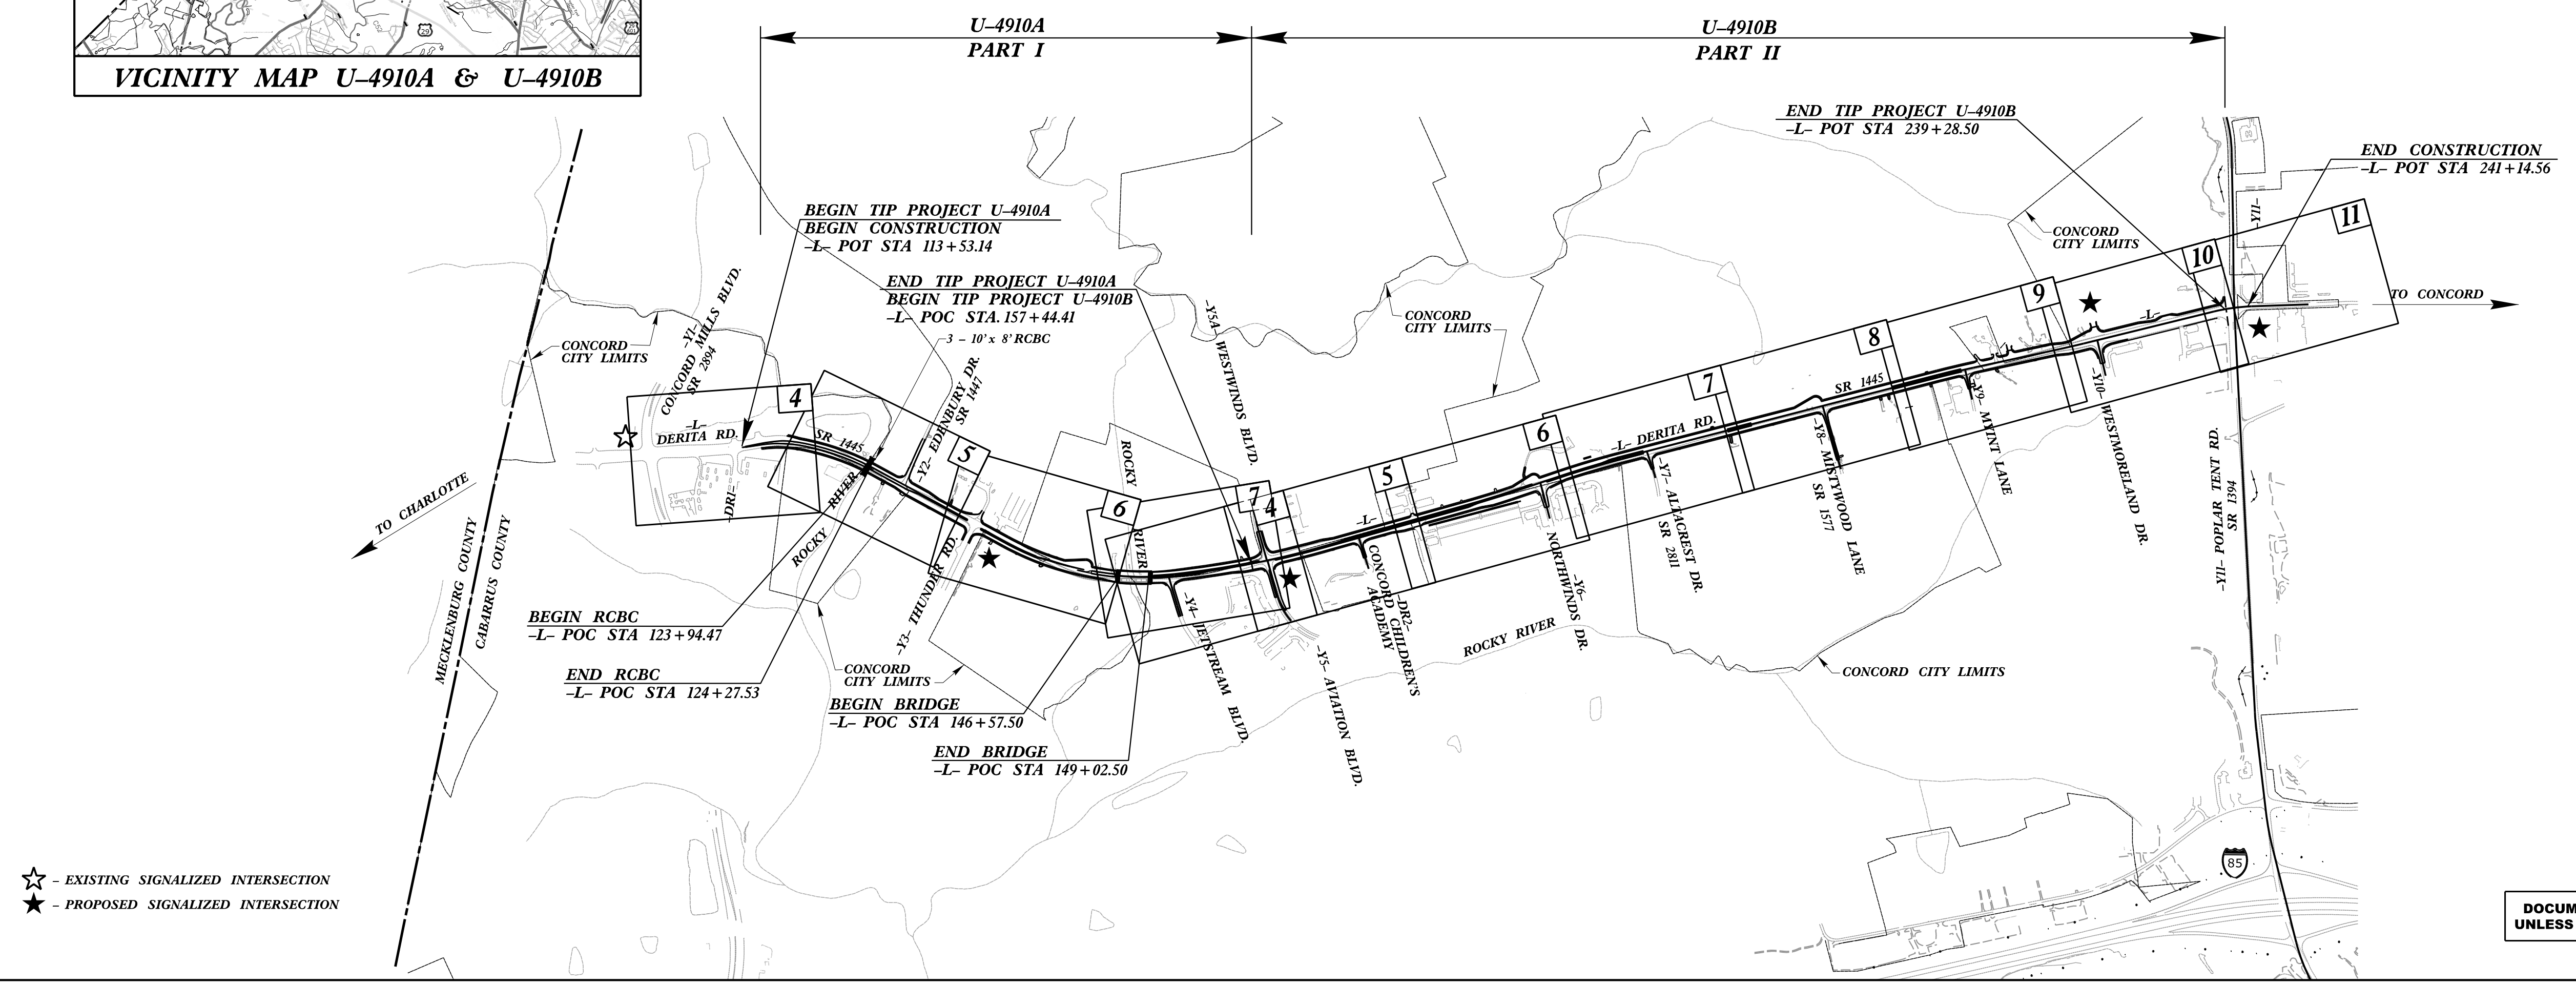 29
VICINITY MAP U–4910A & U–4910B
U–4910A
PART I
U–4910B
PART II
END TIP PROJECT U–4910B
–L– POT STA 239+28.50
END CONSTRUCTION
–L– POT STA 241+14.56
BEGIN TIP PROJECT U–4910A
BEGIN CONSTRUCTION
–L– POT STA 113+53.14
END TIP PROJECT U–4910A
BEGIN TIP PROJECT U–4910B
–L– POC STA. 157+44.41
3 – 10' x 8' RCBC
CONCORD
CITY LIMITS
–Y1–
CONCORD MILLS BLVD.
SR 2894
CONCORD
CITY LIMITS
CONCORD
CITY LIMITS
–Y11–
TO CONCORD
4
–L–
DERITA RD.
SR 1445
–DR1–
ROCKY RIVER
–Y2– EDENBURY DR.
SR 1447
5
–Y3– THUNDER RD.
6
ROCKY
RIVER
–Y5A– WESTWINDS BLVD.
7
4
–L–
5
6
–L– DERITA RD.
7
SR 1445
8
9
–L–
10
11
TO CHARLOTTE
MECKLENBURG COUNTY
CABARRUS COUNTY
–Y4– JETSTREAM BLVD.
–Y5– AVIATION BLVD.
–DR2–
CONCORD CHILDREN'S
ACADEMY
ROCKY RIVER
–Y6–
NORTHWINDS DR.
–Y7– ALTACREST DR.
SR 2811
–Y8– MISTYWOOD LANE
SR 1577
–Y9– MYINT LANE
–Y10– WESTMORELAND DR.
–Y11– POPLAR TENT RD.
SR 1394
BEGIN RCBC
–L– POC STA 123+94.47
END RCBC
–L– POC STA 124+27.53
CONCORD
CITY LIMITS
BEGIN BRIDGE
–L– POC STA 146+57.50
END BRIDGE
–L– POC STA 149+02.50
CONCORD CITY LIMITS
85
– EXISTING SIGNALIZED INTERSECTION
– PROPOSED SIGNALIZED INTERSECTION
DOCUM
UNLESS